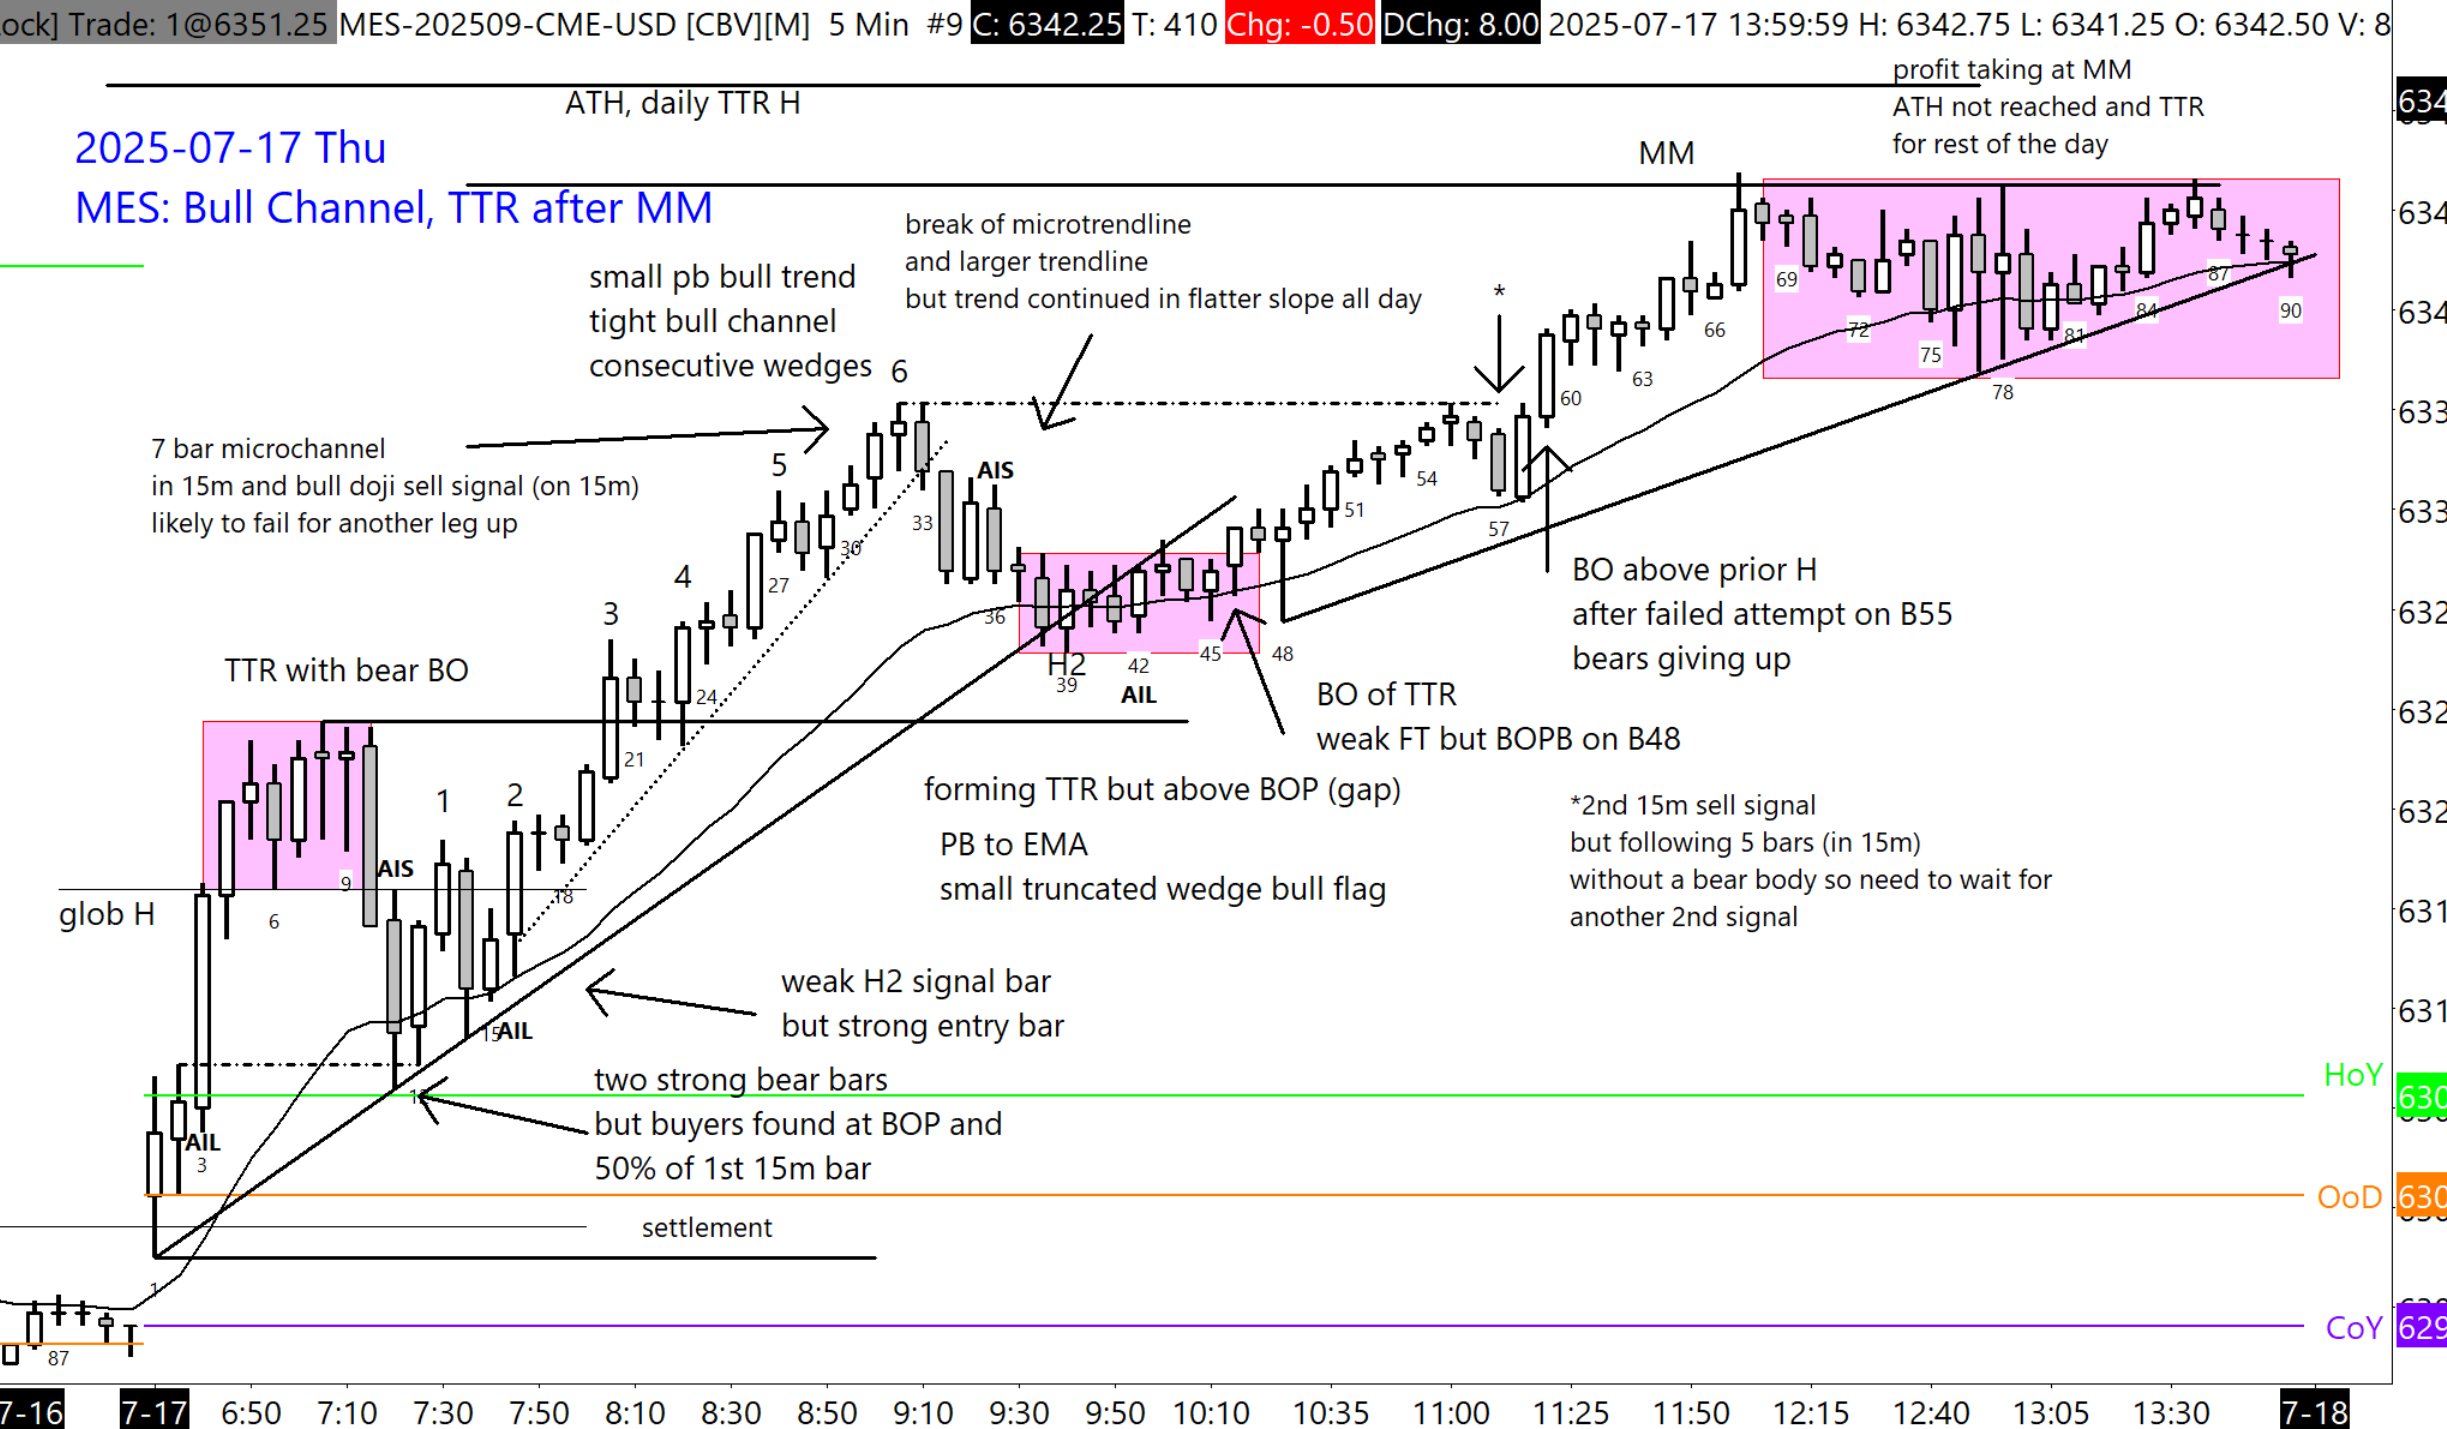 ock] Trade: 1@6351.25 MES-202509-CME-USD [CBV][M] 5 Min #9 C: 6342.25 T: 410 Chg: -0.50 DChg: 8.00 2025-07-17 13:59:59 H: 6342.75 L: 6341.25 O: 6342.50 V: 8
profit taking at MM
ATH not reached and TTR
for rest of the day
ATH, daily TTR H
2025-07-17 Thu
MES: Bull Channel, TTR after MM
MM
break of microtrendline
and larger trendline
but trend continued in flatter slope all day
small pb bull trend
tight bull channel
consecutive wedges
*
7 bar microchannel
in 15m and bull doji sell signal (on 15m)
likely to fail for another leg up
1
2
3
4
5
6
AIS
TTR with bear BO
H2
AIL
BO above prior H
after failed attempt on B55
bears giving up
BO of TTR
weak FT but BOPB on B48
forming TTR but above BOP (gap)
PB to EMA
small truncated wedge bull flag
*2nd 15m sell signal
but following 5 bars (in 15m)
without a bear body so need to wait for
another 2nd signal
AIS
glob H
weak H2 signal bar
but strong entry bar
AIL
two strong bear bars
but buyers found at BOP and
50% of 1st 15m bar
AIL
settlement
HoY
OoD
CoY
87
1
3
6
9
15
18
21
24
27
30
33
36
39
42
45
48
51
54
57
60
63
66
69
72
75
78
81
84
87
90
634
634
634
633
633
632
632
632
631
631
630
630
629
7-16 7-17 6:50 7:10 7:30 7:50 8:10 8:30 8:50 9:10 9:30 9:50 10:10 10:35 11:00 11:25 11:50 12:15 12:40 13:05 13:30 7-18